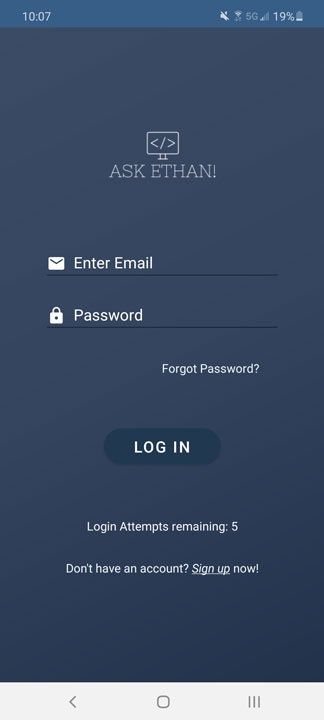 10:07 5G 19%
</>
ASK ETHAN!
Enter Email
Password
Forgot Password?
LOG IN
Login Attempts remaining: 5
Don't have an account? Sign up now!